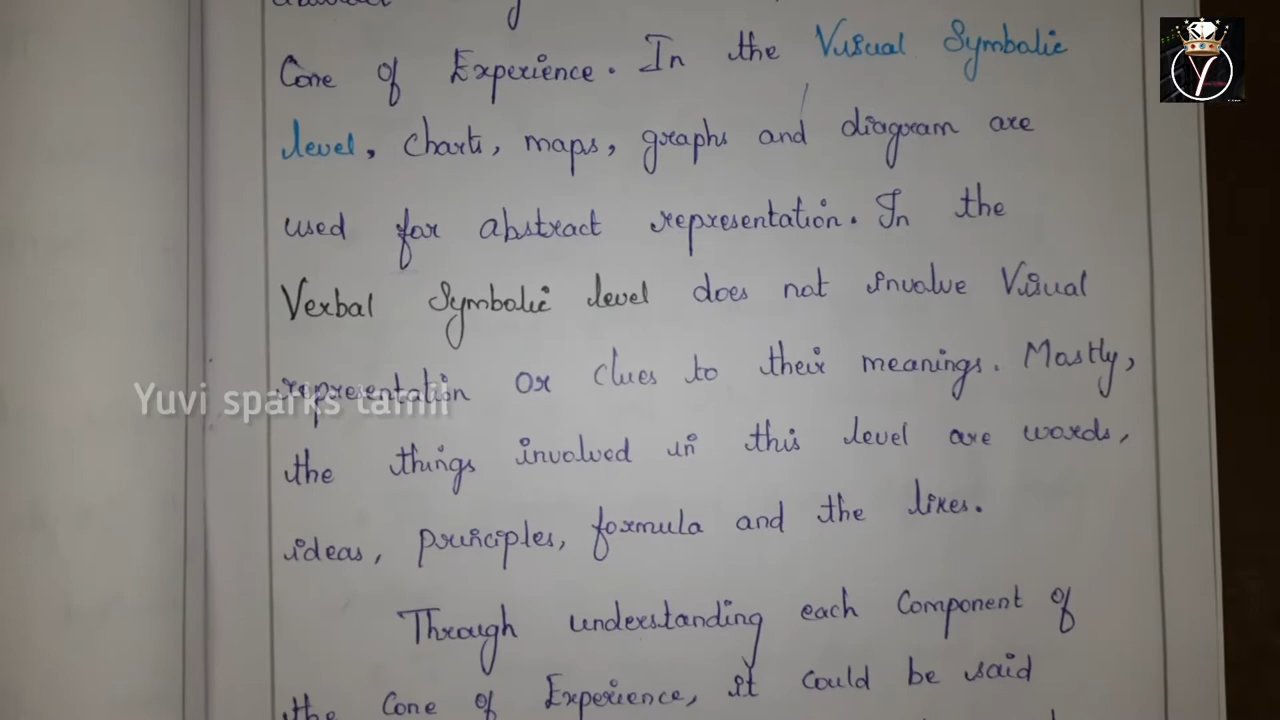 Cone of Experience. In the Visual Symbolic
level, charts, maps, graphs and diagram are
used for abstract representation. In the
Verbal Symbolic level does not involve Visual
representation or clues to their meanings. Mostly,
Yuvi sparks tamil
the things involved in this level are words,
ideas, principles, formula and the likes.
Through understanding each Component of
the Cone of Experience, it could be said